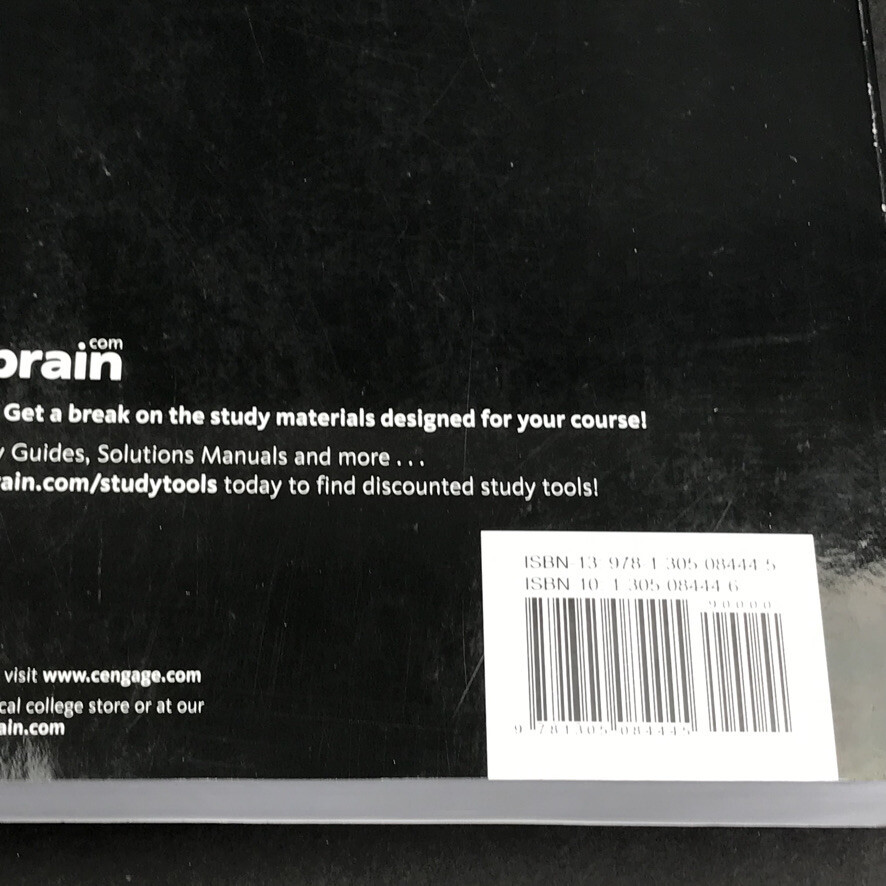 brain.com
Get a break on the study materials designed for your course!
Guides, Solutions Manuals and more ...
ain.com/studytools today to find discounted study tools!
ISBN-13 978-1-305-08444-5
ISBN-10 1-305-08444-6
90000
9 781305 084445
visit www.cengage.com
cal college store or at our
ain.com